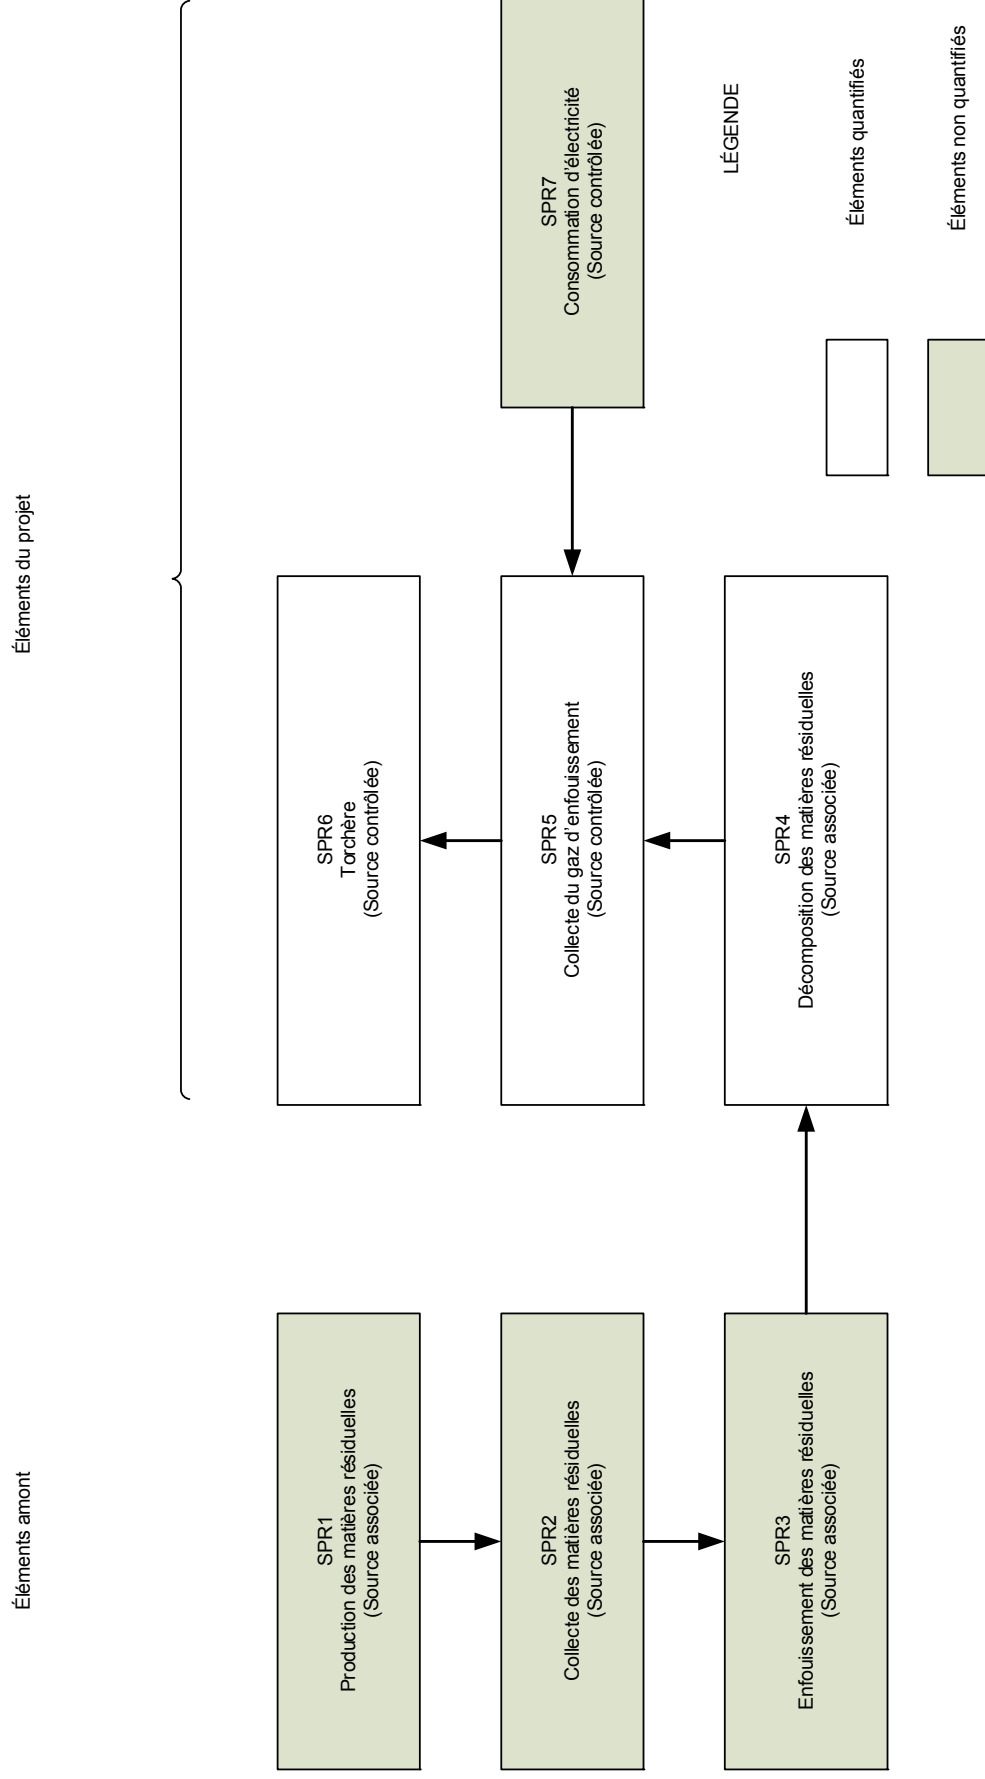 Éléments amont
Éléments du projet
SPR1
Production des matières résiduelles
(Source associée)
SPR2
Collecte des matières résiduelles
(Source associée)
SPR3
Enfouissement des matières résiduelles
(Source associée)
SPR6
Torchère
(Source contrôlée)
SPR5
Collecte du gaz d'enfouissement
(Source contrôlée)
SPR4
Décomposition des matières résiduelles
(Source associée)
SPR7
Consommation d'électricité
(Source contrôlée)
LÉGENDE
Éléments quantifiés
Éléments non quantifiés